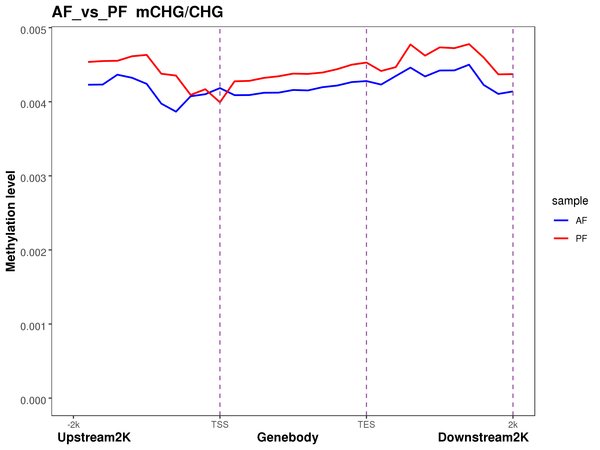 AF_vs_PF mCHG/CHG
Methylation level
0.005
0.004
0.003
0.002
0.001
0.000
-2k
TSS
TES
2k
Upstream2K
Genebody
Downstream2K
sample
AF
PF